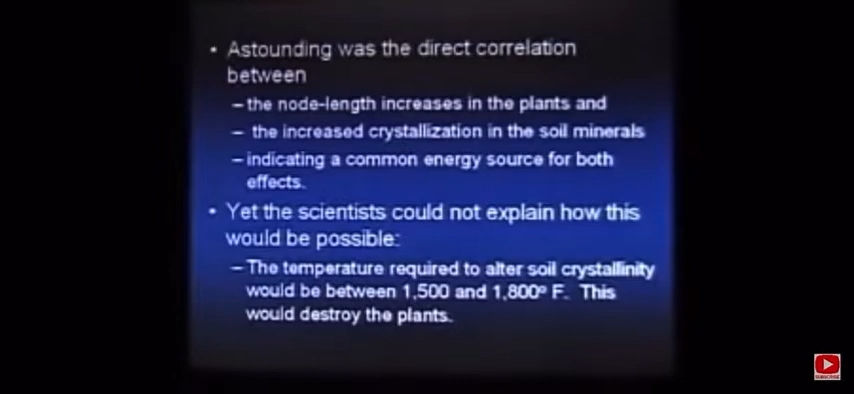 • Astounding was the direct correlation
between
– the node-length increases in the plants and
– the increased crystallization in the soil minerals
– indicating a common energy source for both
effects.
• Yet the scientists could not explain how this
would be possible:
– The temperature required to alter soil crystallinity
would be between 1,500 and 1,800º F. This
would destroy the plants.
SUBSCRIBE